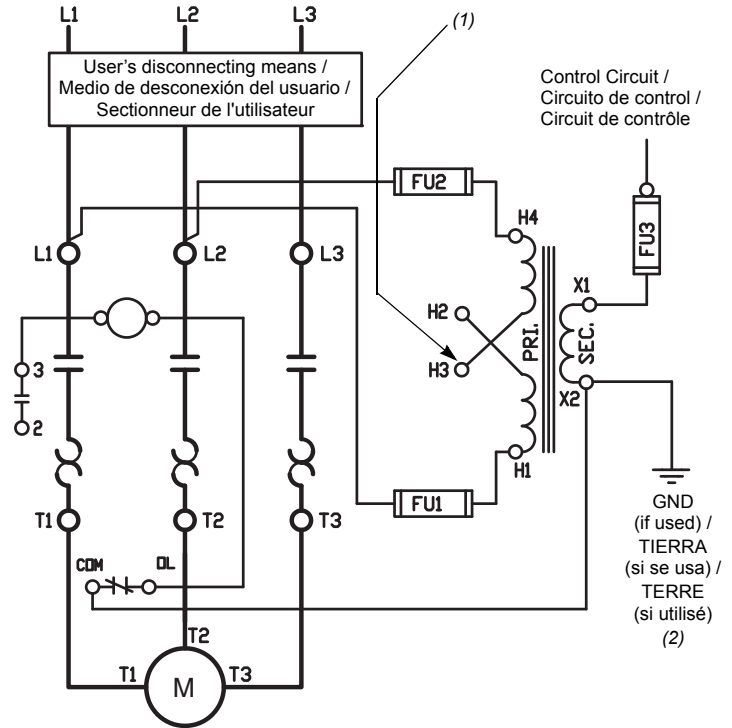 L1
L2
L3
(1)
User's disconnecting means /
Medio de desconexión del usuario /
Sectionneur de l'utilisateur
Control Circuit /
Circuito de control /
Circuit de contrôle
FU2
H4
FU3
L1
L2
L3
X1
H2
PRI.
SEC.
H3
3
X2
2
H1
FU1
T1
T2
T3
GND
(if used) /
TIERRA
(si se usa) /
TERRE
(si utilisé)
(2)
COM
OL
T2
T1
M
T3